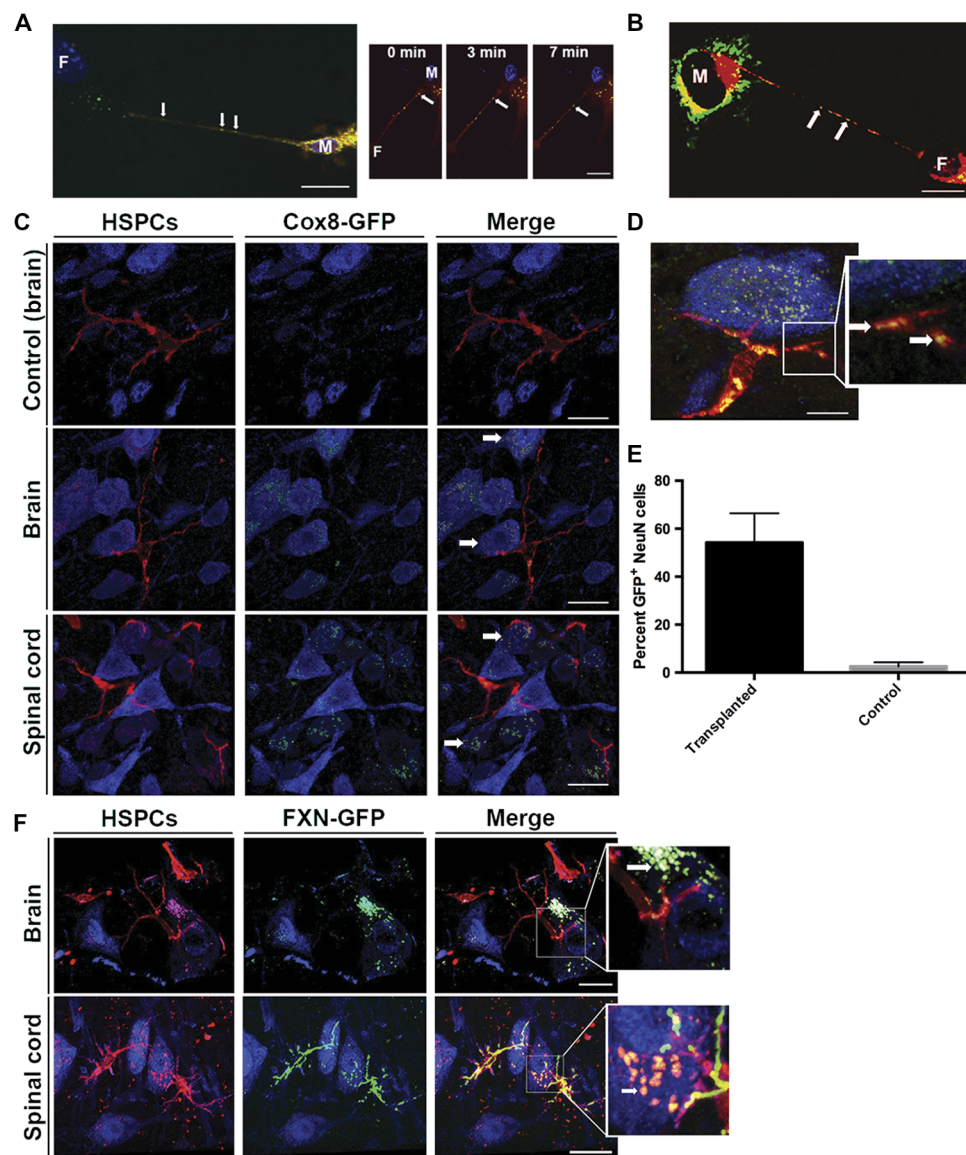 A
F
M
0 min
3 min
7 min
M
F
B
M
F
C
HSPCs
Cox8-GFP
Merge
Control (brain)
Brain
Spinal cord
D
E
Percent GFP+ NeuN cells
80
60
40
20
0
Transplanted
Control
F
HSPCs
FXN-GFP
Merge
Brain
Spinal cord